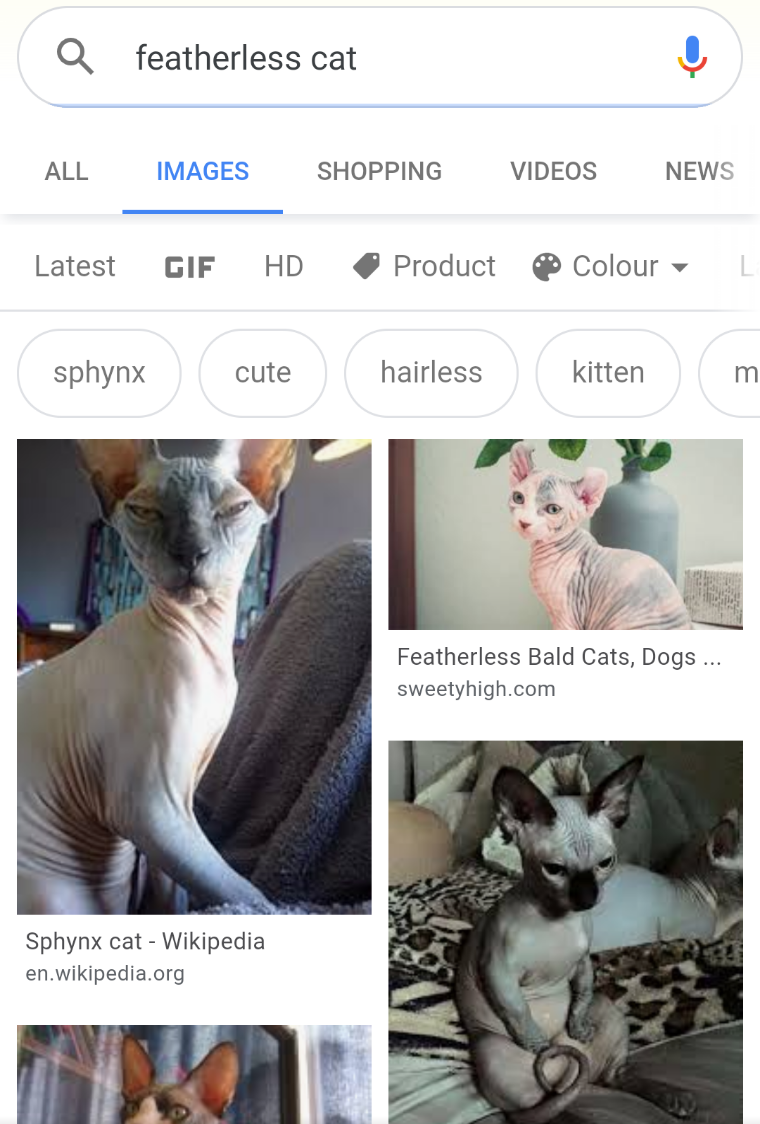 featherless cat
ALL IMAGES SHOPPING VIDEOS NEWS
Latest GIF HD Product Colour
sphynx cute hairless kitten
Featherless Bald Cats, Dogs ...
sweetyhigh.com
Sphynx cat - Wikipedia
en.wikipedia.org